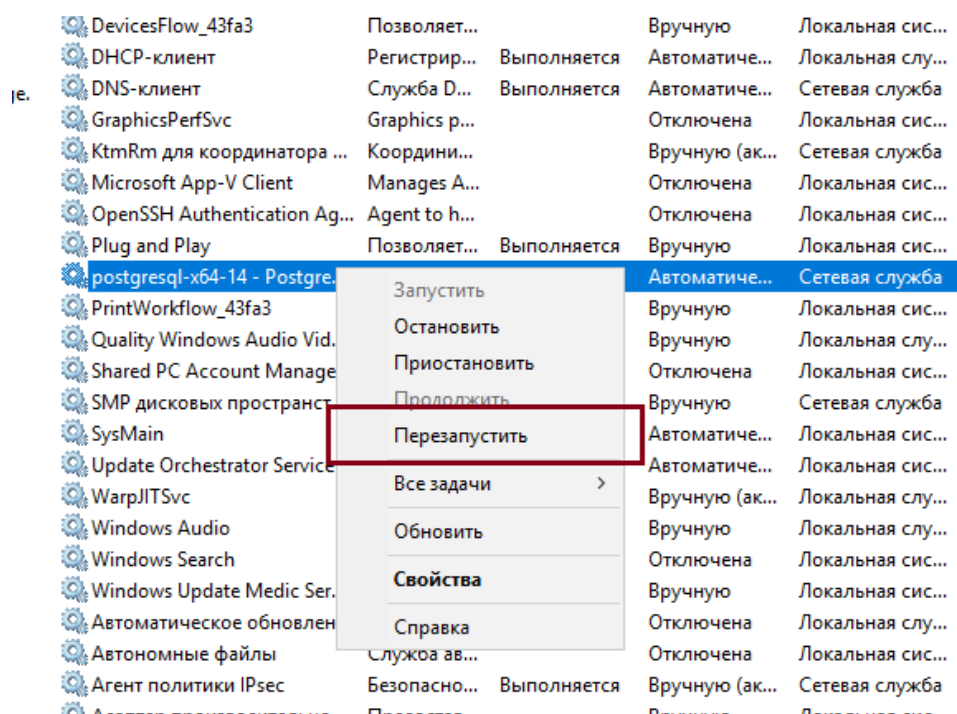 DevicesFlow_43fa3 Позволяет... Вручную Локальная сис...
DHCP-клиент Регистрир... Выполняется Автоматиче... Локальная слу...
DNS-клиент Служба D... Выполняется Автоматиче... Сетевая служба
GraphicsPerfSvc Graphics p... Отключена Локальная сис...
KtmRm для координатора ... Координи... Вручную (ак... Сетевая служба
Microsoft App-V Client Manages A... Отключена Локальная сис...
OpenSSH Authentication Ag... Agent to h... Отключена Локальная сис...
Plug and Play Позволяет... Выполняется Вручную Локальная сис...
postgresql-x64-14 - Postgre. Автоматиче... Сетевая служба
Запустить
PrintWorkflow_43fa3 Вручную Локальная сис...
Остановить
Quality Windows Audio Vid. Вручную Локальная слу...
Приостановить
Shared PC Account Manage Отключена Локальная сис...
Продолжить
SMP дисковых пространст Вручную Сетевая служба
Перезапустить
SysMain Автоматиче... Локальная сис...
Update Orchestrator Service Автоматиче... Локальная сис...
Все задачи
WarpJITSvc Вручную (ак... Локальная слу...
Windows Audio Вручную Локальная слу...
Обновить
Windows Search Отключена Локальная сис...
Свойства
Windows Update Medic Ser. Вручную Локальная сис...
Автоматическое обновлен Отключена Локальная слу...
Справка
Автономные файлы Служба ав... Отключена Локальная сис...
Агент политики IPsec Безопасно... Выполняется Вручную (ак... Сетевая служба